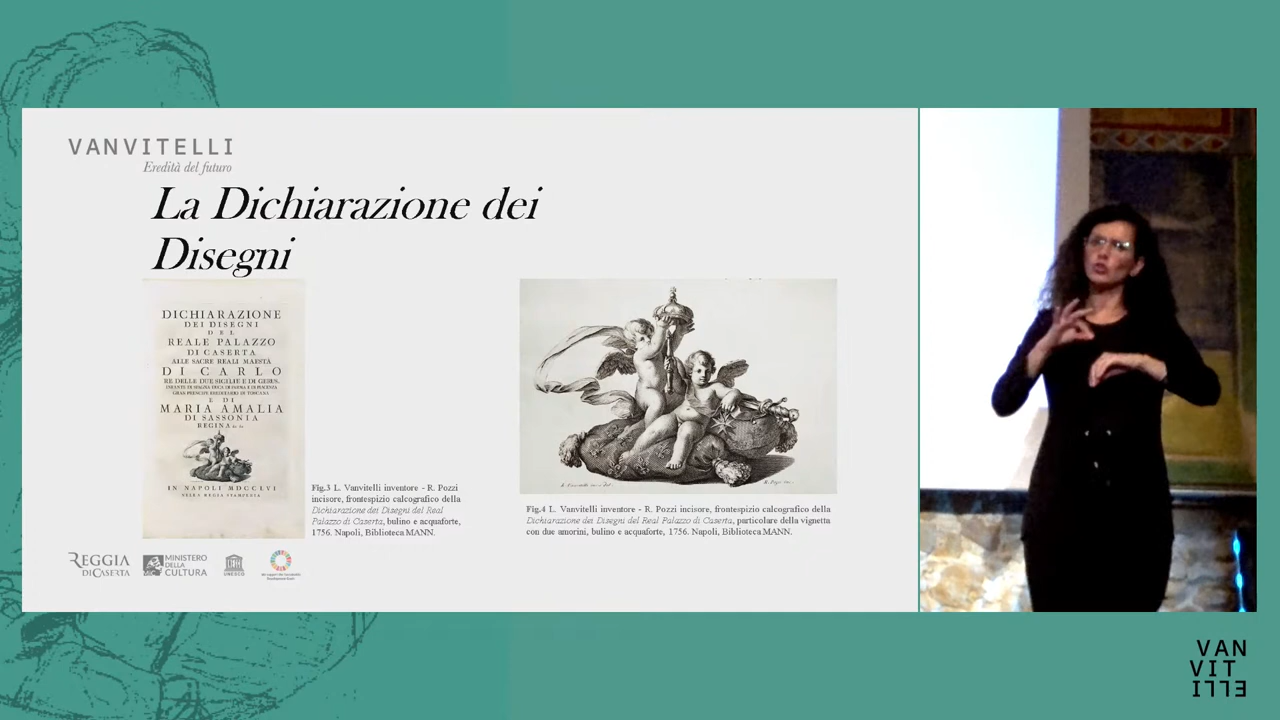 VANVITELLI
Eredità del futuro
La Dichiarazione dei
Disegni
DICHIARAZIONE
DEI DISEGNI
DEL
REALE PALAZZO
DI CASERTA
ALLE SACRE REALI MAESTÀ
DI CARLO
RE DELLE DUE SICILIE E DI GERUS.
INFANTE DI SPAGNA DUCA DI PARMA E DI PIACENZA
GRAN PRINCIPE EREDITARIO DI TOSCANA
E DI
MARIA AMALIA
DI SASSONIA
REGINA &c &c
IN NAPOLI MDCCLVI
NELLA REGIA STAMPERIA
Fig.3 L. Vanvitelli inventore - R. Pozzi
incisore, frontespizio calcografico della
Dichiarazione dei Disegni del Real
Palazzo di Caserta, bulino e acquaforte,
1756. Napoli, Biblioteca MANN.
Fig.4 L. Vanvitelli inventore - R. Pozzi incisore, frontespizio calcografico della
Dichiarazione dei Disegni del Real Palazzo di Caserta, particolare della vignetta
con due amorini, bulino e acquaforte, 1756. Napoli, Biblioteca MANN.
REGGIA
DI CASERTA
MiC
MINISTERO
DELLA
CULTURA
UNESCO
VAN
VIT
ELLI